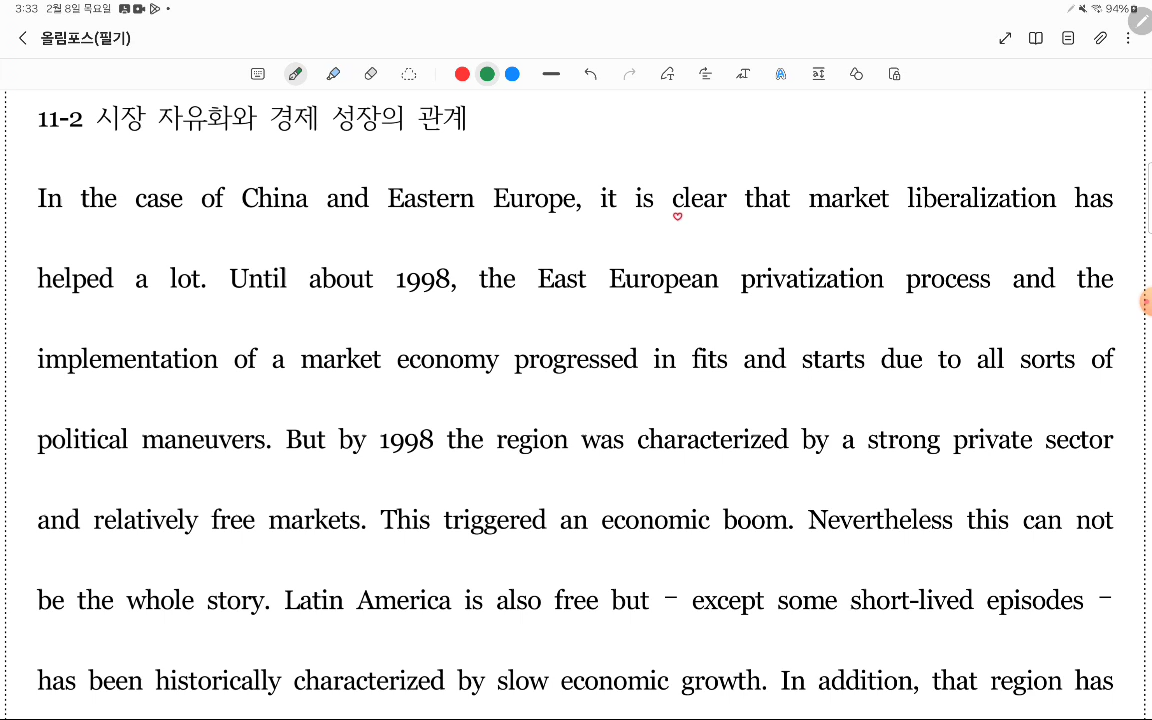 3:33 2월 8일 목요일
94%
올림포스(필기)
11-2 시장 자유화와 경제 성장의 관계
In the case of China and Eastern Europe, it is clear that market liberalization has
helped a lot. Until about 1998, the East European privatization process and the
implementation of a market economy progressed in fits and starts due to all sorts of
political maneuvers. But by 1998 the region was characterized by a strong private sector
and relatively free markets. This triggered an economic boom. Nevertheless this can not
be the whole story. Latin America is also free but – except some short-lived episodes –
has been historically characterized by slow economic growth. In addition, that region has